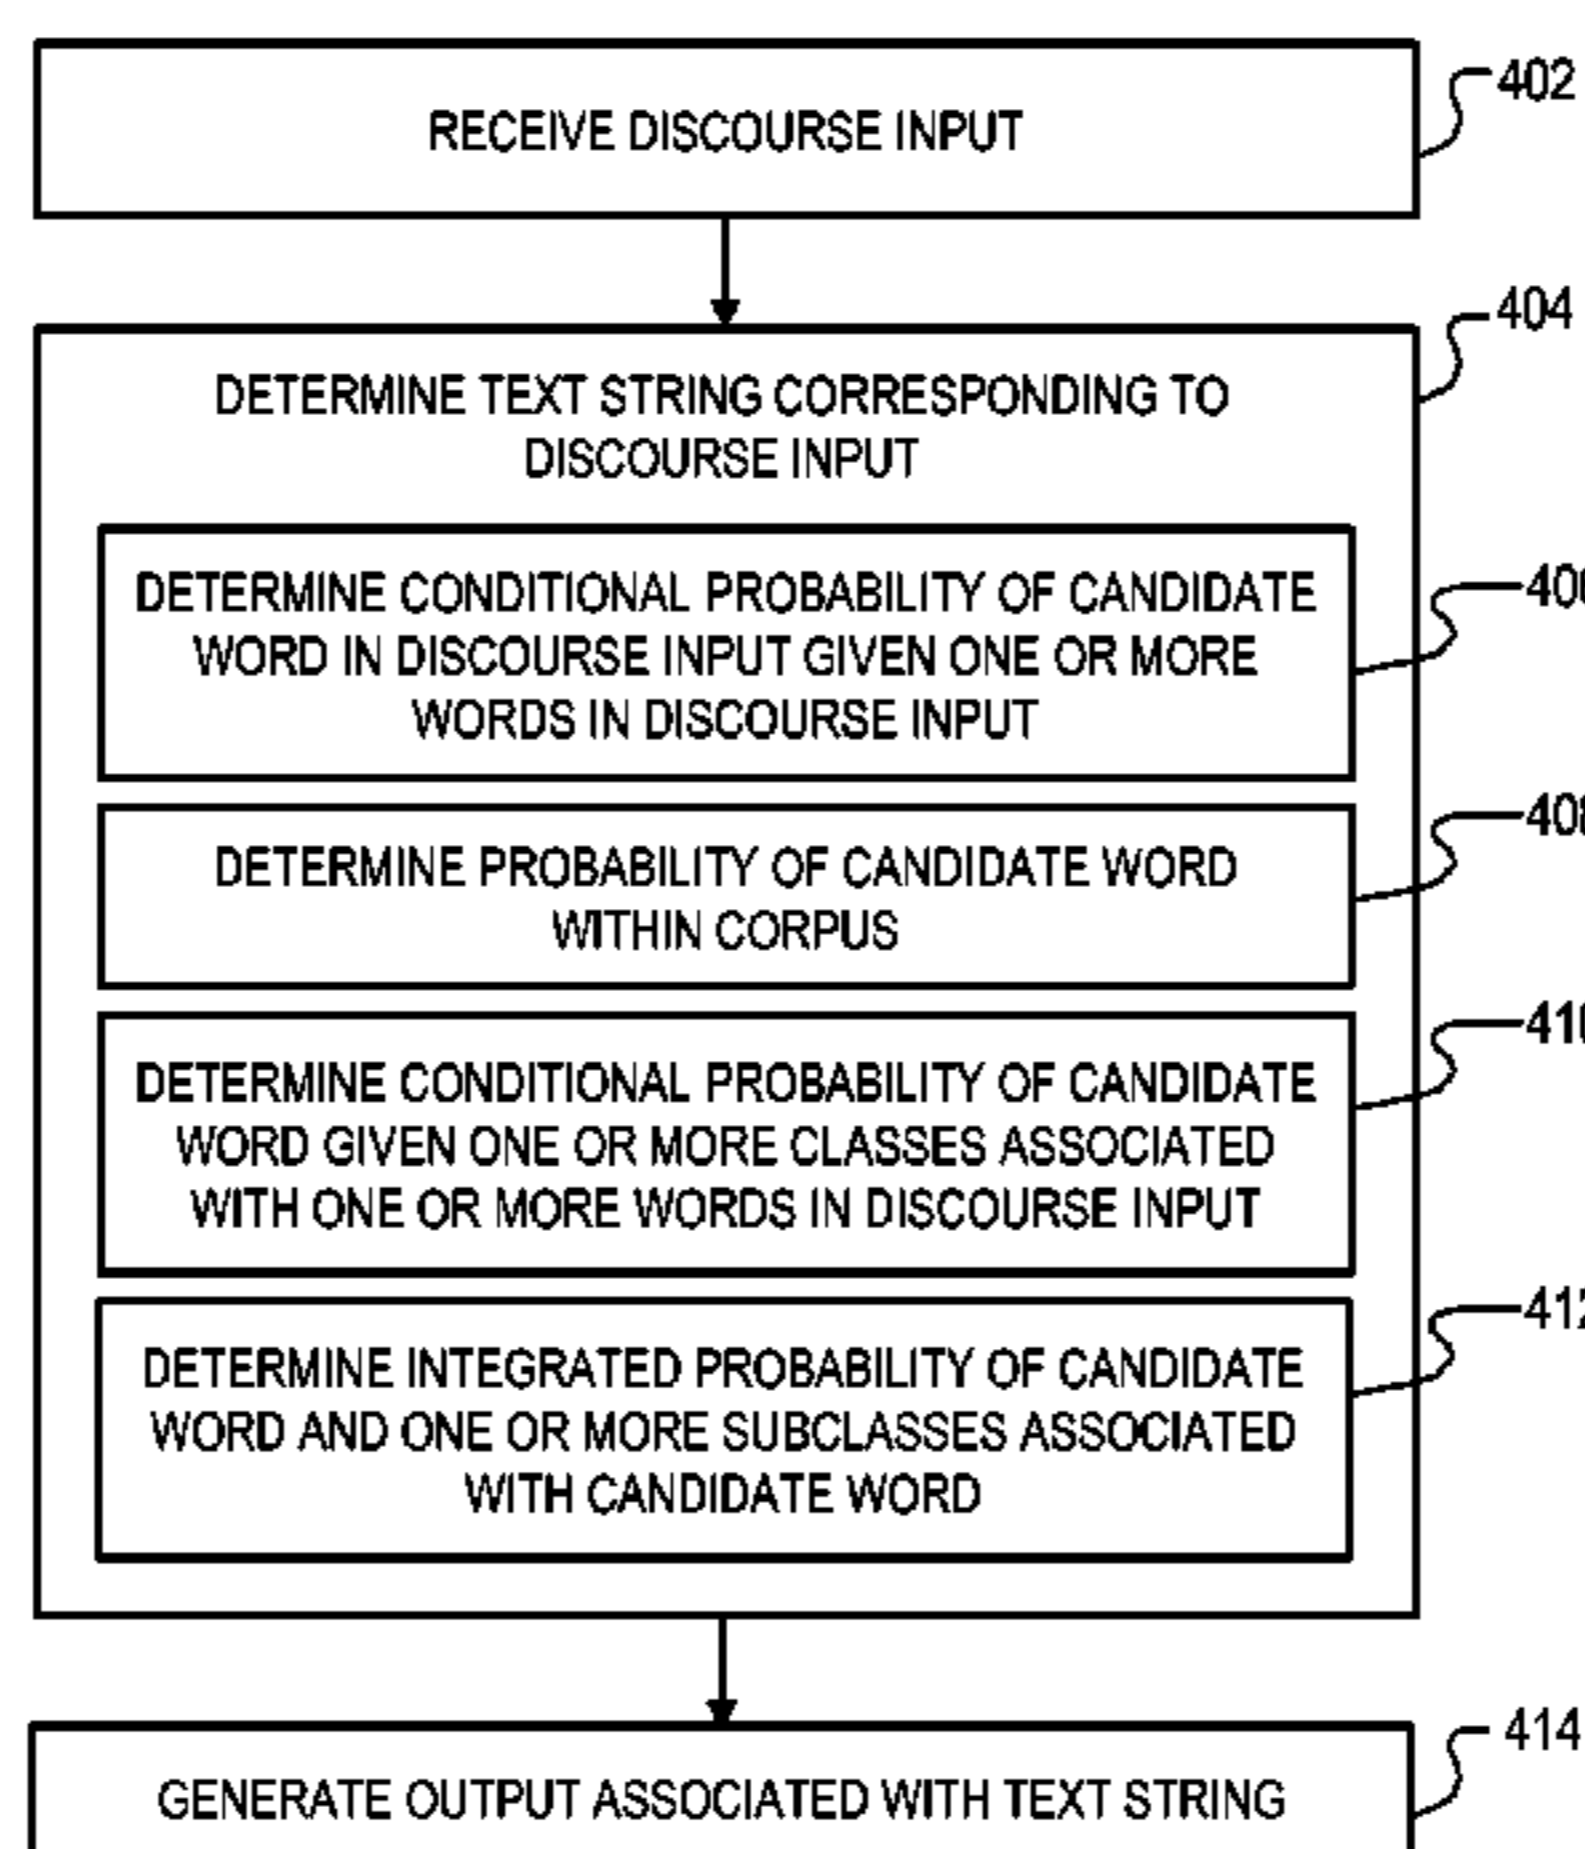 RECEIVE DISCOURSE INPUT
402
404
DETERMINE TEXT STRING CORRESPONDING TO
DISCOURSE INPUT
DETERMINE CONDITIONAL PROBABILITY OF CANDIDATE
WORD IN DISCOURSE INPUT GIVEN ONE OR MORE
WORDS IN DISCOURSE INPUT
DETERMINE PROBABILITY OF CANDIDATE WORD
WITHIN CORPUS
DETERMINE CONDITIONAL PROBABILITY OF CANDIDATE
WORD GIVEN ONE OR MORE CLASSES ASSOCIATED
WITH ONE OR MORE WORDS IN DISCOURSE INPUT
412
DETERMINE INTEGRATED PROBABILITY OF CANDIDATE
WORD AND ONE OR MORE SUBCLASSES ASSOCIATED
WITH CANDIDATE WORD
414
GENERATE OUTPUT ASSOCIATED WITH TEXT STRING